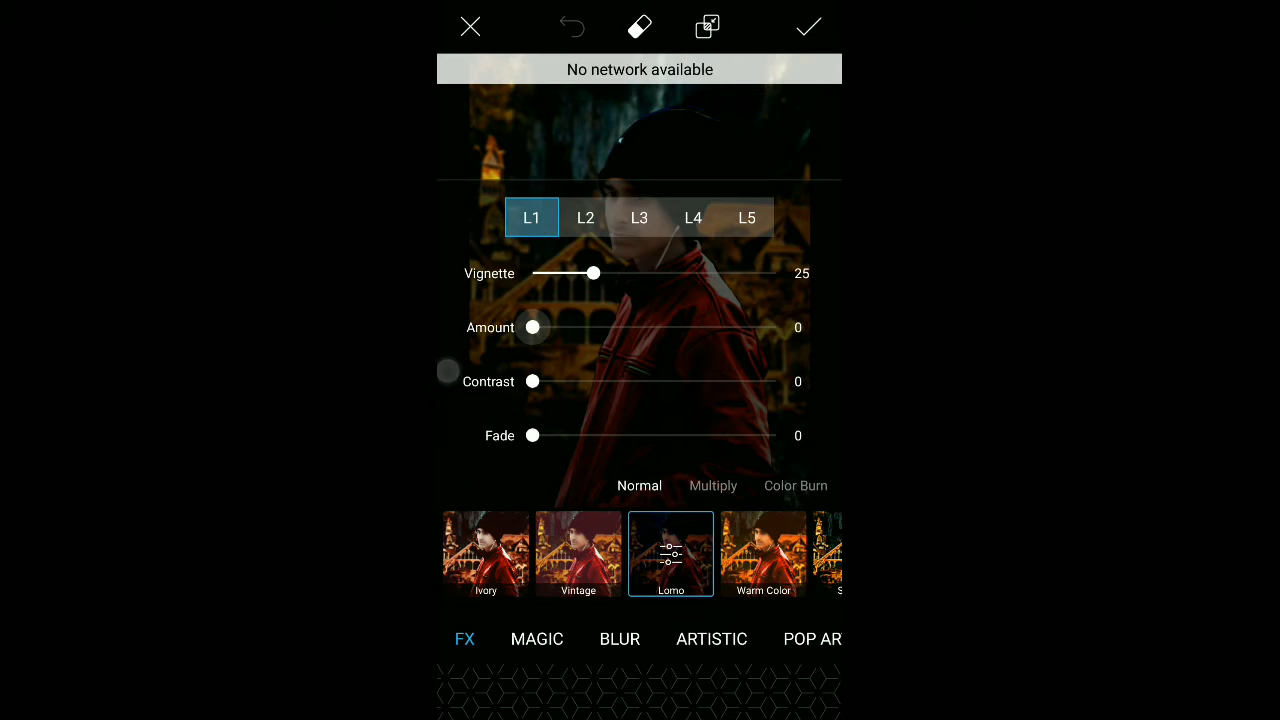 No network available
L1 L2 L3 L4 L5
Vignette 25
Amount 0
Contrast 0
Fade 0
Normal Multiply Color Burn
Ivory Vintage Lomo Warm Color S
FX MAGIC BLUR ARTISTIC POP AR